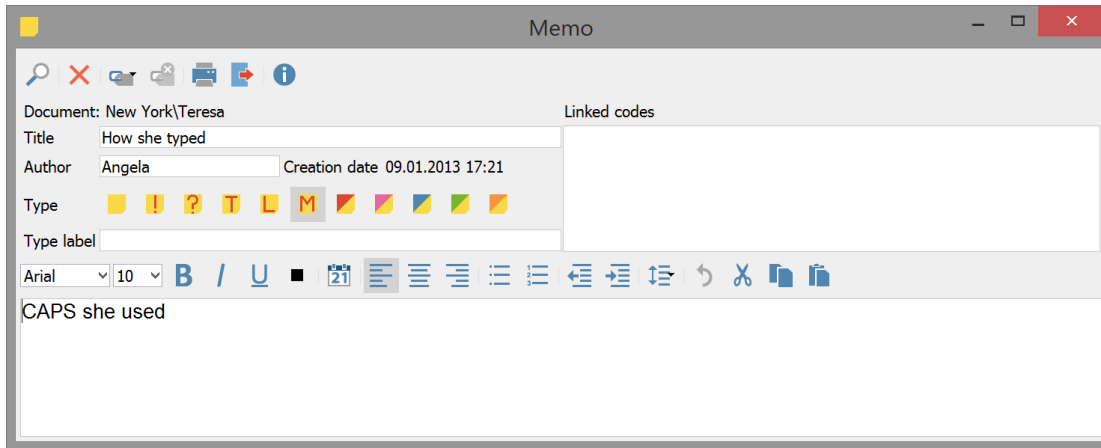 Memo
Document: New York\Teresa
Linked codes
Title How she typed
Author Angela Creation date 09.01.2013 17:21
Type ! ? T L M
Type label
Arial 10 B I U 21
CAPS she used